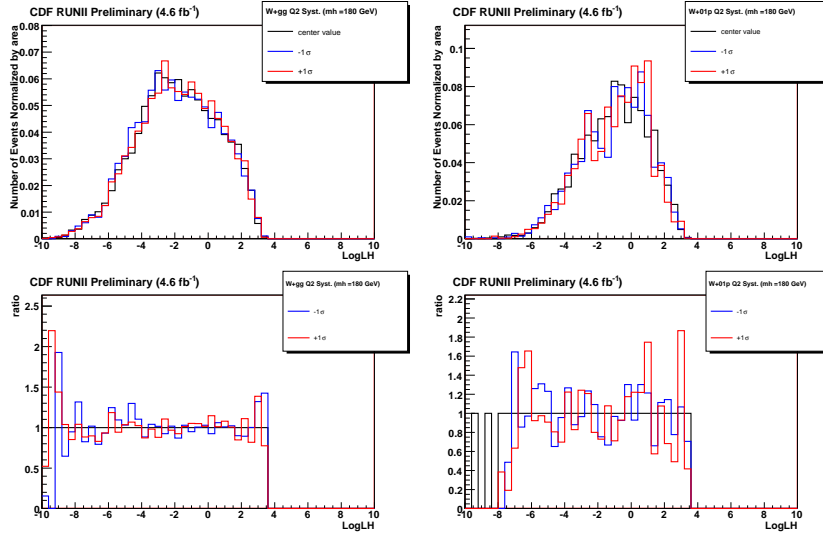 CDF RUNII Preliminary (4.6 fb-1)
W+gg Q2 Syst. (mh =180 GeV)
center value
-1σ
+1σ
Number of Events Normalized by area
0.08
0.07
0.06
0.05
0.04
0.03
0.02
0.01
0
-10 -8 -6 -4 -2 0 2 4 6 8 10
LogLH
CDF RUNII Preliminary (4.6 fb-1)
W+01p Q2 Syst. (mh =180 GeV)
center value
-1σ
+1σ
Number of Events Normalized by area
0.1
0.08
0.06
0.04
0.02
0
-10 -8 -6 -4 -2 0 2 4 6 8 10
LogLH
CDF RUNII Preliminary (4.6 fb-1)
W+gg Q2 Syst. (mh =180 GeV)
-1σ
+1σ
ratio
2.5
2
1.5
1
0.5
0
-10 -8 -6 -4 -2 0 2 4 6 8 10
LogLH
CDF RUNII Preliminary (4.6 fb-1)
W+01p Q2 Syst. (mh =180 GeV)
-1σ
+1σ
ratio
2.2
2
1.8
1.6
1.4
1.2
1
0.8
0.6
0.4
0.2
0
-10 -8 -6 -4 -2 0 2 4 6 8 10
LogLH